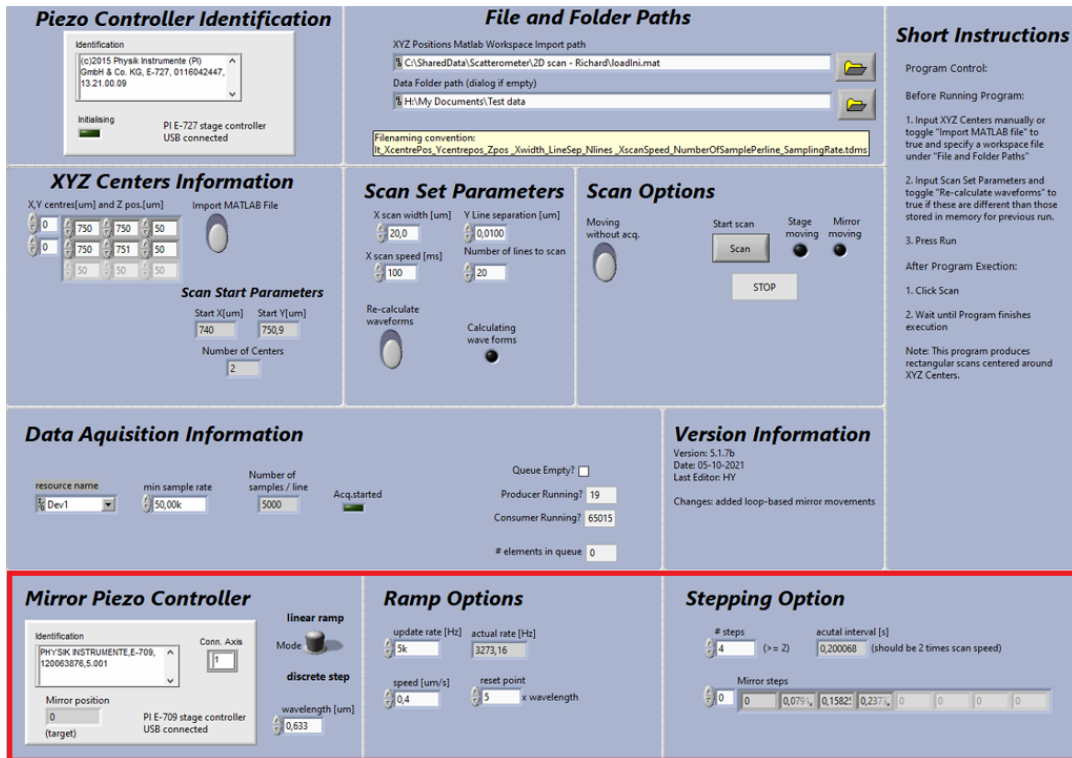 Piezo Controller Identification
Identification
(c)2015 Physik Instrumente (PI)
GmbH & Co. KG, E-727, 0116042447,
13.21.00.09
Initialising
PI E-727 stage controller
USB connected
File and Folder Paths
XYZ Positions Matlab Workspace Import path
C:\SharedData\Scatterometer\2D scan - Richard\loadIni.mat
Data Folder path (dialog if empty)
H:\My Documents\Test data
Filenaming convention:
It_XcentrePos_Ycentrepos_Zpos _Xwidth_LineSep_Nlines _XscanSpeed_NumberOfSamplePerline_SamplingRate.tdms
Short Instructions
Program Control:
Before Running Program:
1. Input XYZ Centers manually or
toggle "Import MATLAB file" to
true and specify a workspace file
under "File and Folder Paths"
2. Input Scan Set Parameters and
toggle "Re-calculate waveforms" to
true if these are different than those
stored in memory for previous run.
3. Press Run
After Program Exection:
1. Click Scan
2. Wait until Program finishes
execution
Note: This program produces
rectangular scans centered around
XYZ Centers.
XYZ Centers Information
X,Y centres[um] and Z pos.[um]
Import MATLAB File
0 750 750 50
0 750 751 50
50 50 50
Scan Start Parameters
Start X[um] Start Y[um]
740 750,9
Number of Centers
2
Scan Set Parameters
X scan width [um] Y Line separation [um]
20,0 0,0100
X scan speed [ms] Number of lines to scan
100 20
Re-calculate
waveforms
Calculating
wave forms
Scan Options
Moving
without acq.
Start scan
Scan
Stage
moving
Mirror
moving
STOP
Data Aquisition Information
resource name
Dev1
min sample rate
50,00k
Number of
samples / line
5000
Acq.started
Queue Empty?
Producer Running? 19
Consumer Running? 65015
# elements in queue 0
Version Information
Version: 5.1.7b
Date: 05-10-2021
Last Editor: HY
Changes: added loop-based mirror movements
Mirror Piezo Controller
Identification
PHYSIK INSTRUMENTE,E-709,
120063876,5.001
Conn. Axis
1
Mirror position
0
(target)
PI E-709 stage controller
USB connected
linear ramp
Mode
discrete step
wavelength [um]
0,633
Ramp Options
update rate [Hz] actual rate [Hz]
5k 3273,16
speed [um/s] reset point
0,4 5 x wavelength
Stepping Option
# steps acutal interval [s]
4 (>= 2) 0,200068 (should be 2 times scan speed)
Mirror steps
0 0 0,0791 0,1582 0,2373 0 0 0 0